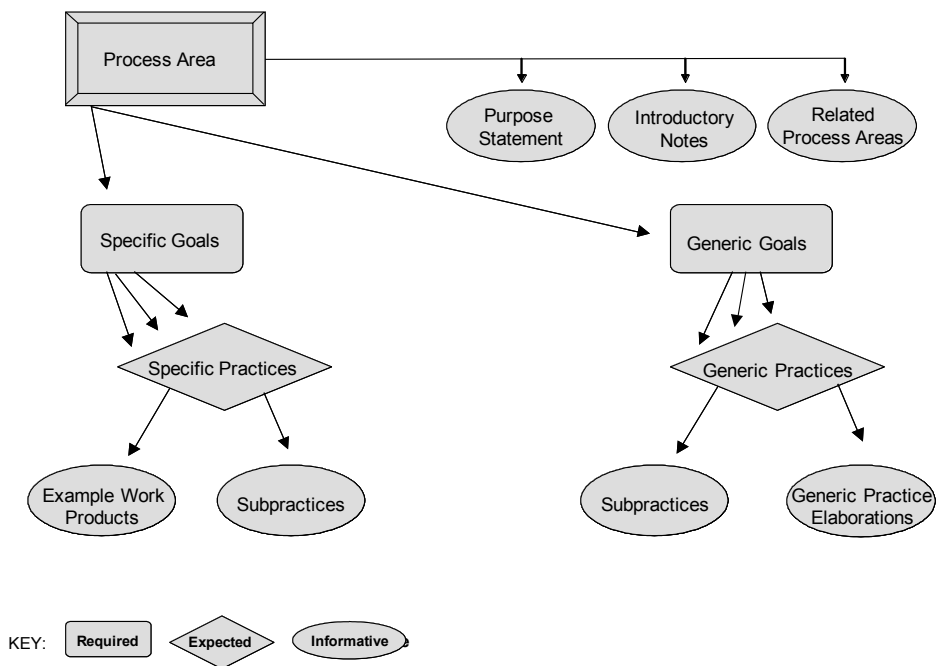 Process Area
Purpose
Statement
Introductory
Notes
Related
Process Areas
Specific Goals
Generic Goals
Specific Practices
Generic Practices
Example Work
Products
Subpractices
Subpractices
Generic Practice
Elaborations
KEY:
Required
Expected
Informative